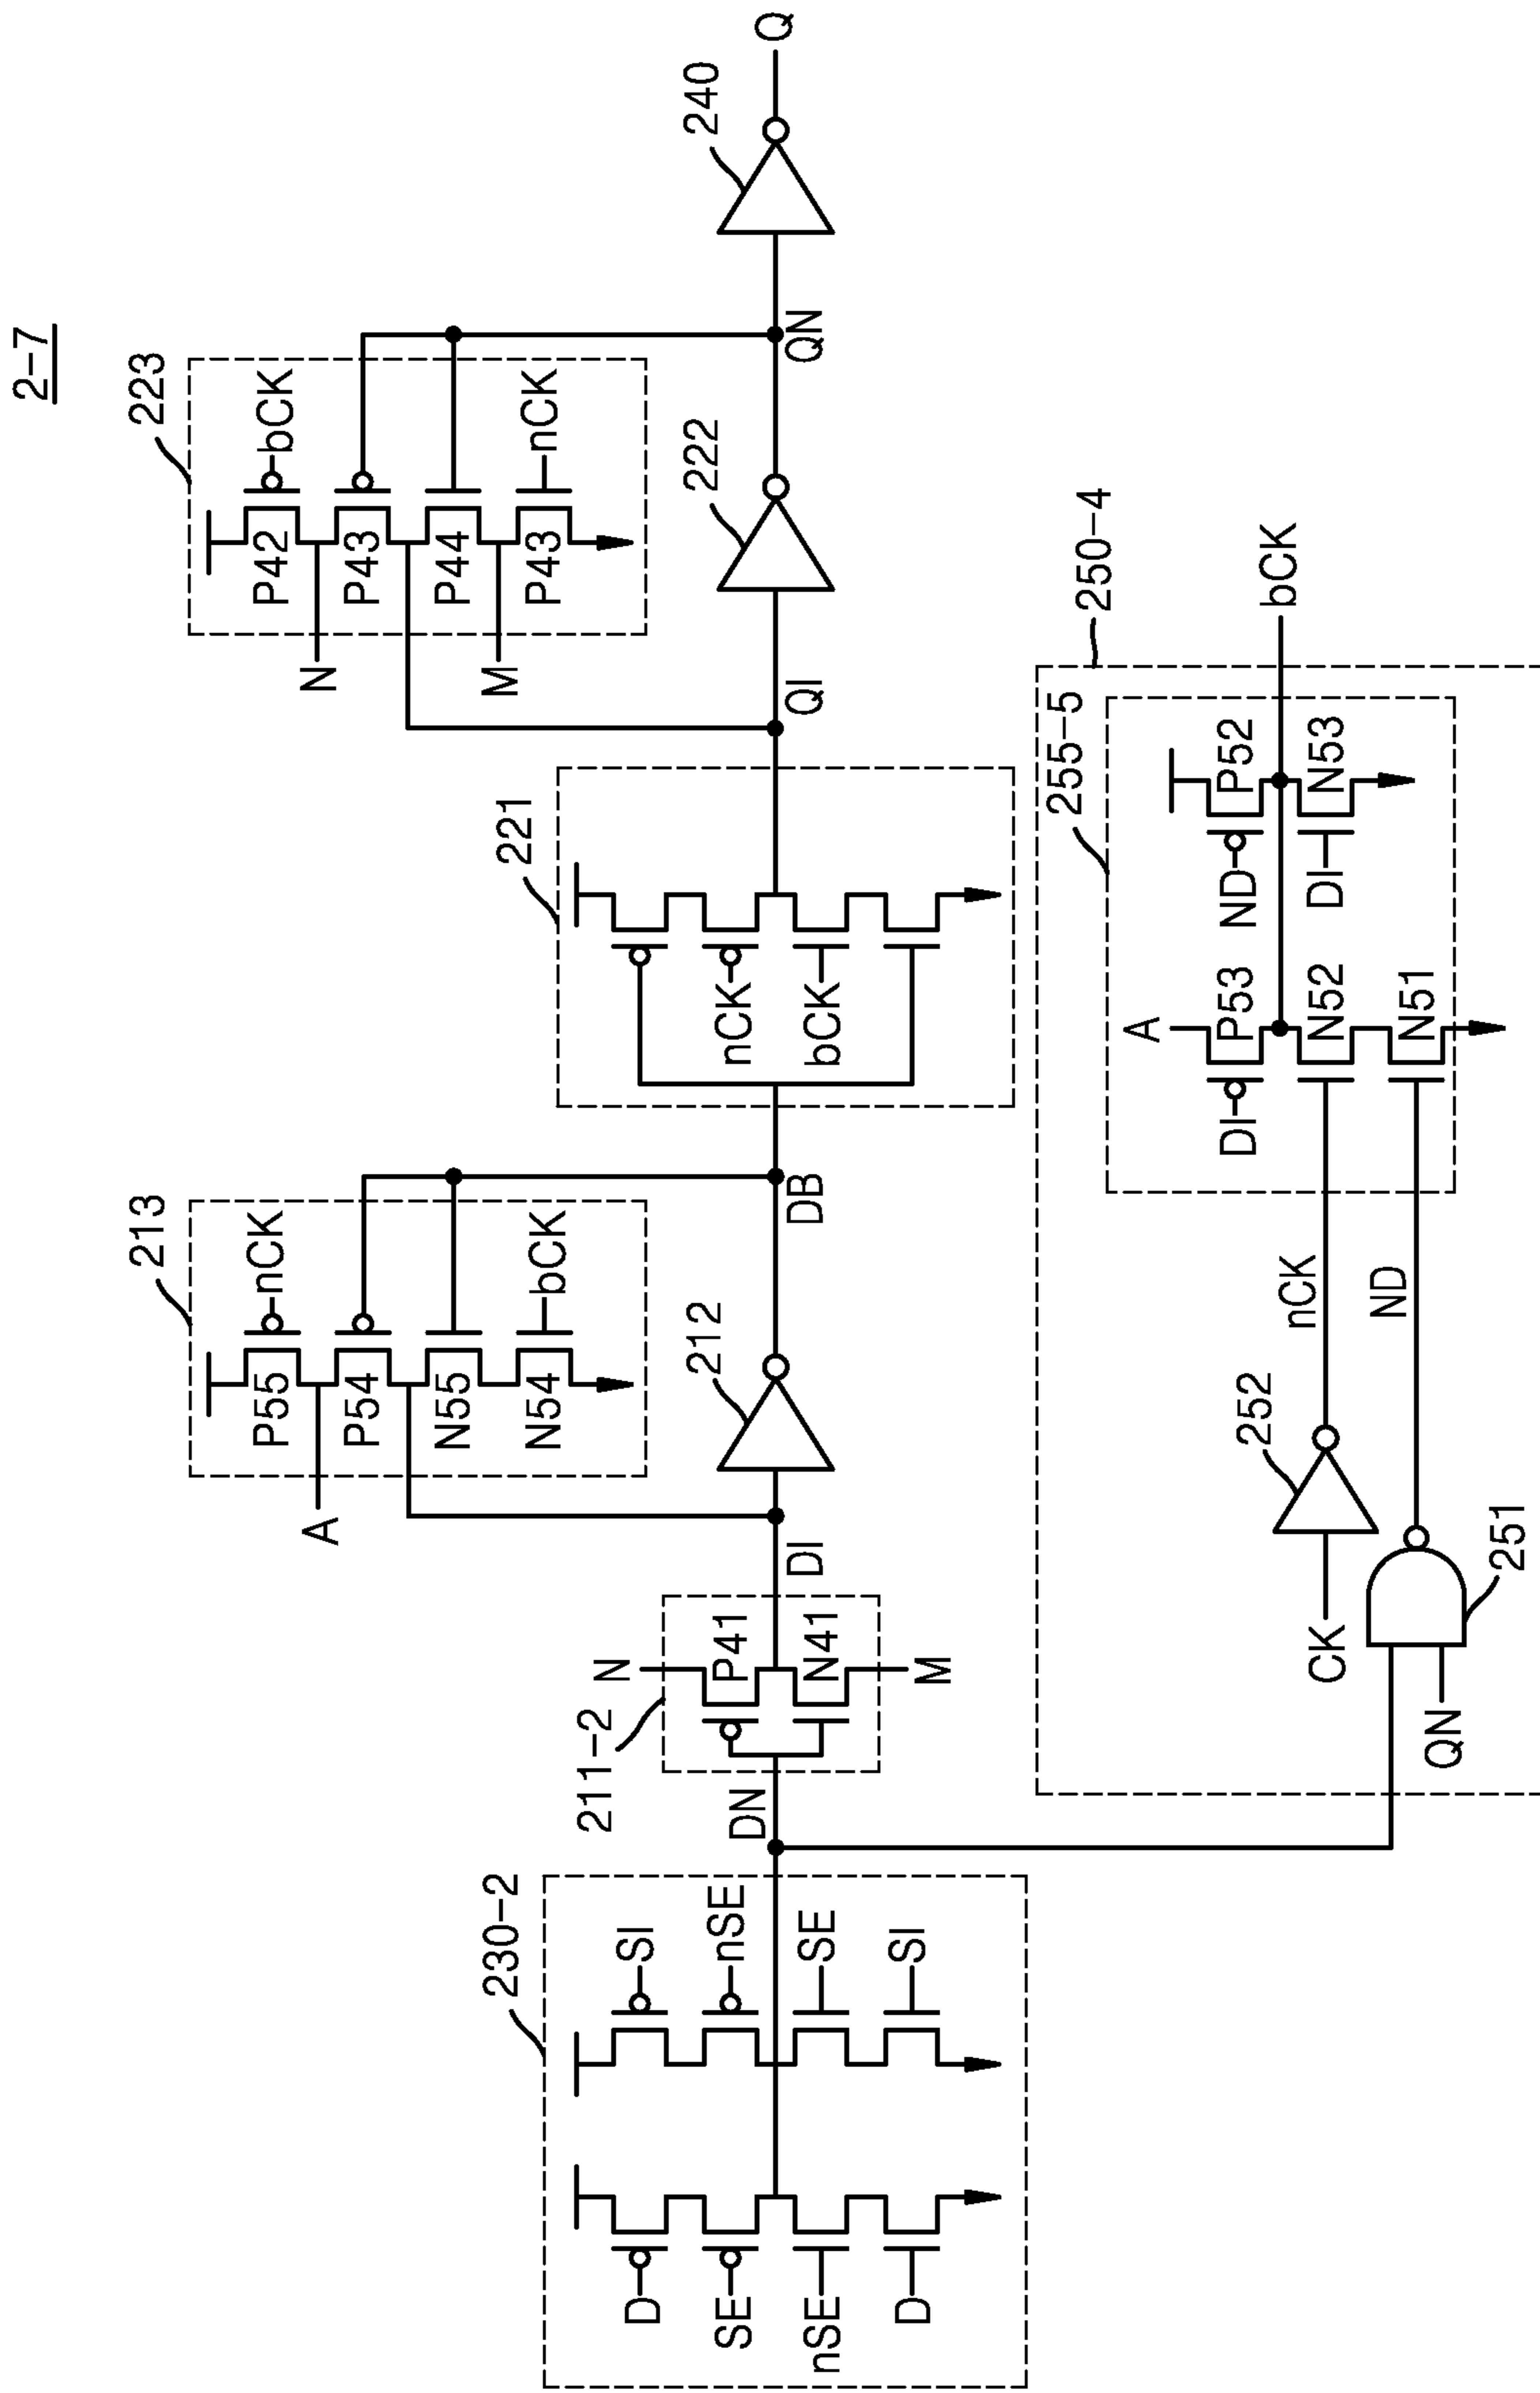 2-7
230-2
D
SE
nSE
D
SI
nSE
SE
SI
DN
211-2
N
P41
N41
M
DI
213
nCK
P55
A
P54
N55
bCK
N54
212
DB
221
nCK
bCK
QI
223
bCK
P42
N
P43
P44
M
nCK
P43
222
QN
240
Q
250-4
255-5
CK
252
nCK
QN
251
ND
A
DI
P53
N52
N51
ND
P52
DI
N53
bCK